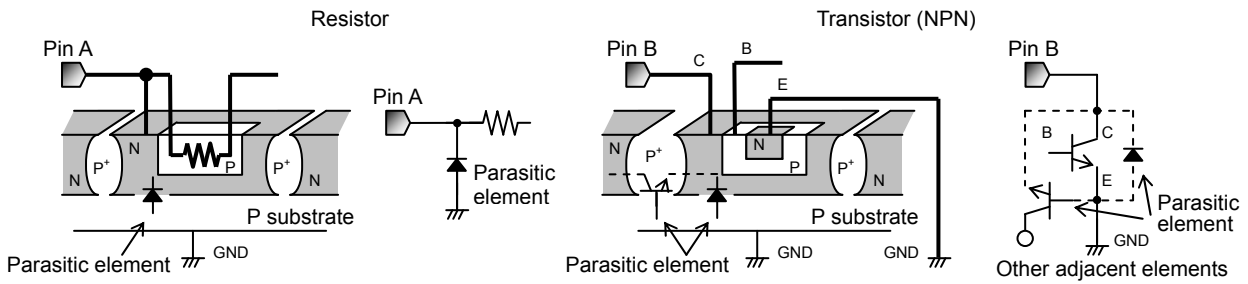 Resistor
Pin A
N
P+
N
P
P+
N
P substrate
Parasitic element
GND
Pin A
Parasitic
element
Transistor (NPN)
Pin B
C
B
E
N
P+
N
N
P
P+
N
P substrate
Parasitic element
GND
Pin B
B
C
E
Parasitic
element
GND
Other adjacent elements